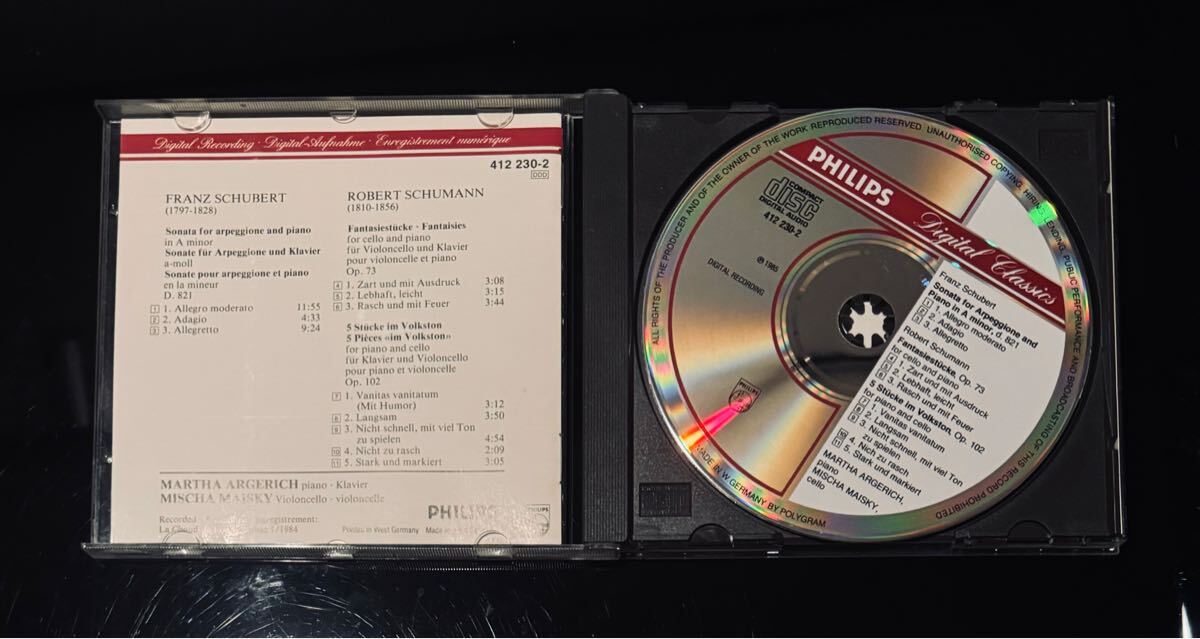 Digital Recording · Digital-Aufnahme · Enregistrement numérique
412 230-2
DDD
FRANZ SCHUBERT
(1797-1828)
Sonata for arpeggione and piano
in A minor
Sonate für Arpeggione und Klavier
a-moll
Sonate pour arpeggione et piano
en la mineur
D. 821
1 1. Allegro moderato 11:55
2 2. Adagio 4:33
3 3. Allegretto 9:24
ROBERT SCHUMANN
(1810-1856)
Fantasiestücke · Fantaisies
for cello and piano
für Violoncello und Klavier
pour violoncelle et piano
Op. 73
4 1. Zart und mit Ausdruck 3:08
5 2. Lebhaft, leicht 3:15
6 3. Rasch und mit Feuer 3:44
5 Stücke im Volkston
5 Pièces «im Volkston»
for piano and cello
für Klavier und Violoncello
pour piano et violoncelle
Op. 102
7 1. Vanitas vanitatum
(Mit Humor) 3:12
8 2. Langsam 3:50
9 3. Nicht schnell, mit viel Ton
zu spielen 4:54
10 4. Nicht zu rasch 2:09
11 5. Stark und markiert 3:05
MARTHA ARGERICH piano · Klavier
MISCHA MAISKY Violoncello · violoncelle
Recorded
Enregistrement:
La Chaud
/1984
PHILIPS
Printed in West Germany
Made in
PHILIPS
ALL RIGHTS OF THE PRODUCER AND OF THE OWNER OF THE WORK REPRODUCED RESERVED. UNAUTHORISED COPYING, HIRING, LENDING, PUBLIC PERFORMANCE AND BROADCASTING OF THIS RECORD PROHIBITED
MADE IN W GERMANY BY POLYGRAM
PHILIPS
Digital Classics
COMPACT
disc
DIGITAL AUDIO
412 230-2
℗ 1985
DIGITAL RECORDING
PHILIPS
Franz Schubert
Sonata for Arpeggione and
Piano in A minor, d. 821
1 1. Allegro moderato
2 2. Adagio
3 3. Allegretto
Robert Schumann
Fantasiestücke, Op. 73
for cello and piano
4 1. Zart und mit Ausdruck
5 2. Lebhaft, leicht
6 3. Rasch und mit Feuer
5 Stücke im Volkston, Op. 102
for piano and cello
7 1. Vanitas vanitatum
8 2. Langsam
9 3. Nicht schnell, mit viel Ton
zu spielen
10 4. Nich zu rasch
11 5. Stark und markiert
MARTHA ARGERICH,
piano
MISCHA MAISKY,
cello